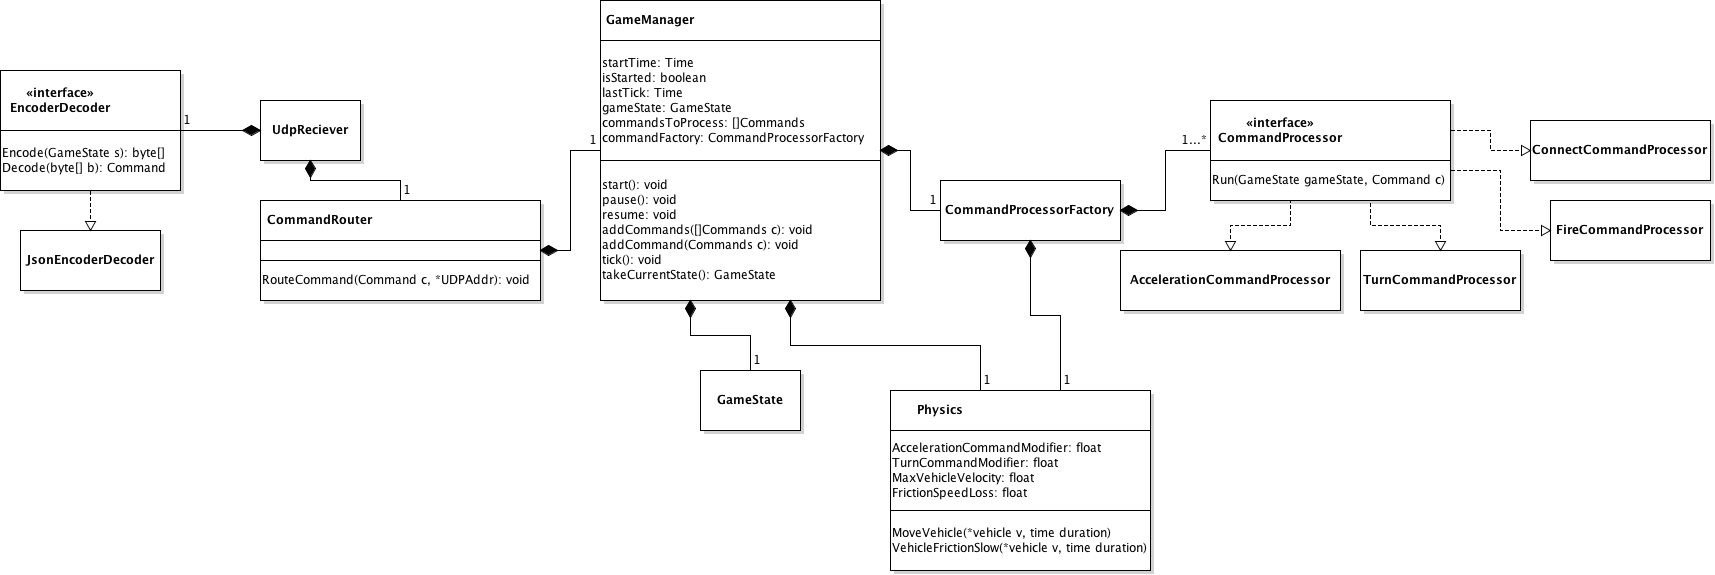 «interface»
EncoderDecoder
Encode(GameState s): byte[]
Decode(byte[] b): Command
1
JsonEncoderDecoder
UdpReciever
1
CommandRouter
RouteCommand(Command c, *UDPAddr): void
1
GameManager
startTime: Time
isStarted: boolean
lastTick: Time
gameState: GameState
commandsToProcess: []Commands
commandFactory: CommandProcessorFactory
start(): void
pause(): void
resume: void
addCommands([]Commands c): void
addCommand(Commands c): void
tick(): void
takeCurrentState(): GameState
1
GameState
1
CommandProcessorFactory
1
1
Physics
AccelerationCommandModifier: float
TurnCommandModifier: float
MaxVehicleVelocity: float
FrictionSpeedLoss: float
MoveVehicle(*vehicle v, time duration)
VehicleFrictionSlow(*vehicle v, time duration)
1...*
«interface»
CommandProcessor
Run(GameState gameState, Command c)
ConnectCommandProcessor
FireCommandProcessor
AccelerationCommandProcessor
TurnCommandProcessor